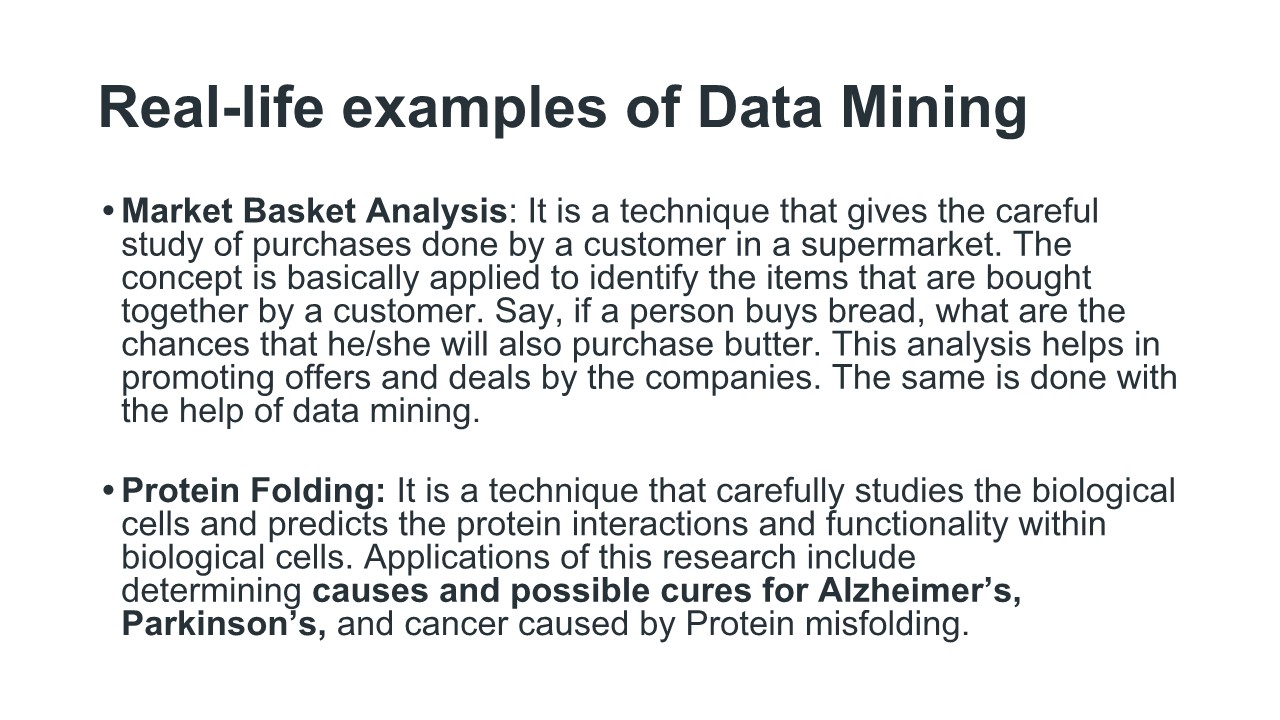 Real-life examples of Data Mining
• Market Basket Analysis: It is a technique that gives the careful
study of purchases done by a customer in a supermarket. The
concept is basically applied to identify the items that are bought
together by a customer. Say, if a person buys bread, what are the
chances that he/she will also purchase butter. This analysis helps in
promoting offers and deals by the companies. The same is done with
the help of data mining.
• Protein Folding: It is a technique that carefully studies the biological
cells and predicts the protein interactions and functionality within
biological cells. Applications of this research include
determining causes and possible cures for Alzheimer’s,
Parkinson’s, and cancer caused by Protein misfolding.